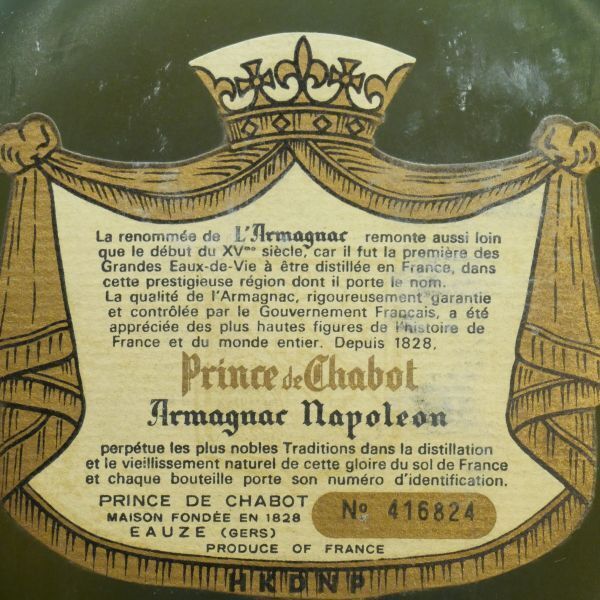 La renommée de L'Armagnac remonte aussi loin
que le début du XVme siècle, car il fut la première des
Grandes Eaux-de-Vie à être distillée en France, dans
cette prestigieuse région dont il porte le nom.
La qualité de l'Armagnac, rigoureusement garantie
et contrôlée par le Gouvernement Français, a été
appréciée des plus hautes figures de l'histoire de
France et du monde entier. Depuis 1828,
Prince de Chabot
Armagnac Napoleon
perpétue les plus nobles Traditions dans la distillation
et le vieillissement naturel de cette gloire du sol de France
et chaque bouteille porte son numéro d'identification.
PRINCE DE CHABOT
MAISON FONDÉE EN 1828
EAUZE (GERS)
No 416824
PRODUCE OF FRANCE
HKDNP